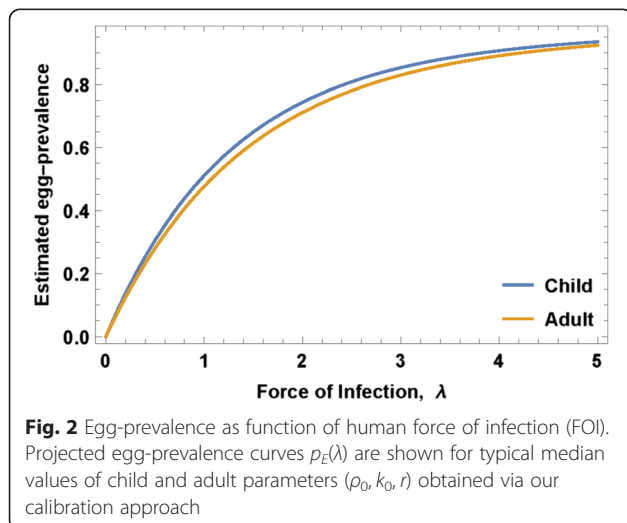 Estimated egg–prevalence
0.8
0.6
0.4
0.2
0.0
Child
Adult
0 1 2 3 4 5
Force of Infection, λ
Fig. 2 Egg-prevalence as function of human force of infection (FOI).
Projected egg-prevalence curves pE(λ) are shown for typical median
values of child and adult parameters (ρ0, k0, r) obtained via our
calibration approach